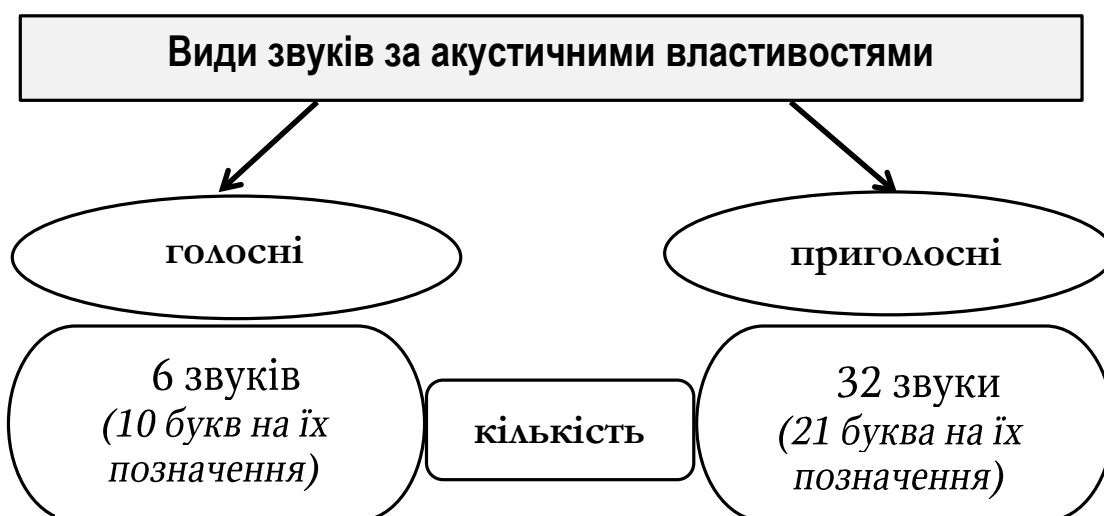 Види звуків за акустичними властивостями
голосні
приголосні
6 звуків
(10 букв на їх
позначення)
кількість
32 звуки
(21 буква на їх
позначення)